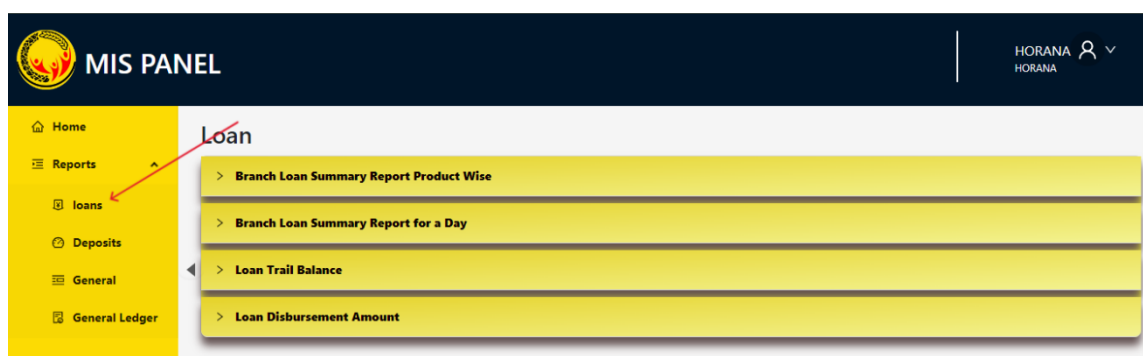 MIS PANEL
HORANA
HORANA
Home
Reports
loans
Deposits
General
General Ledger
Loan
Branch Loan Summary Report Product Wise
Branch Loan Summary Report for a Day
Loan Trail Balance
Loan Disbursement Amount